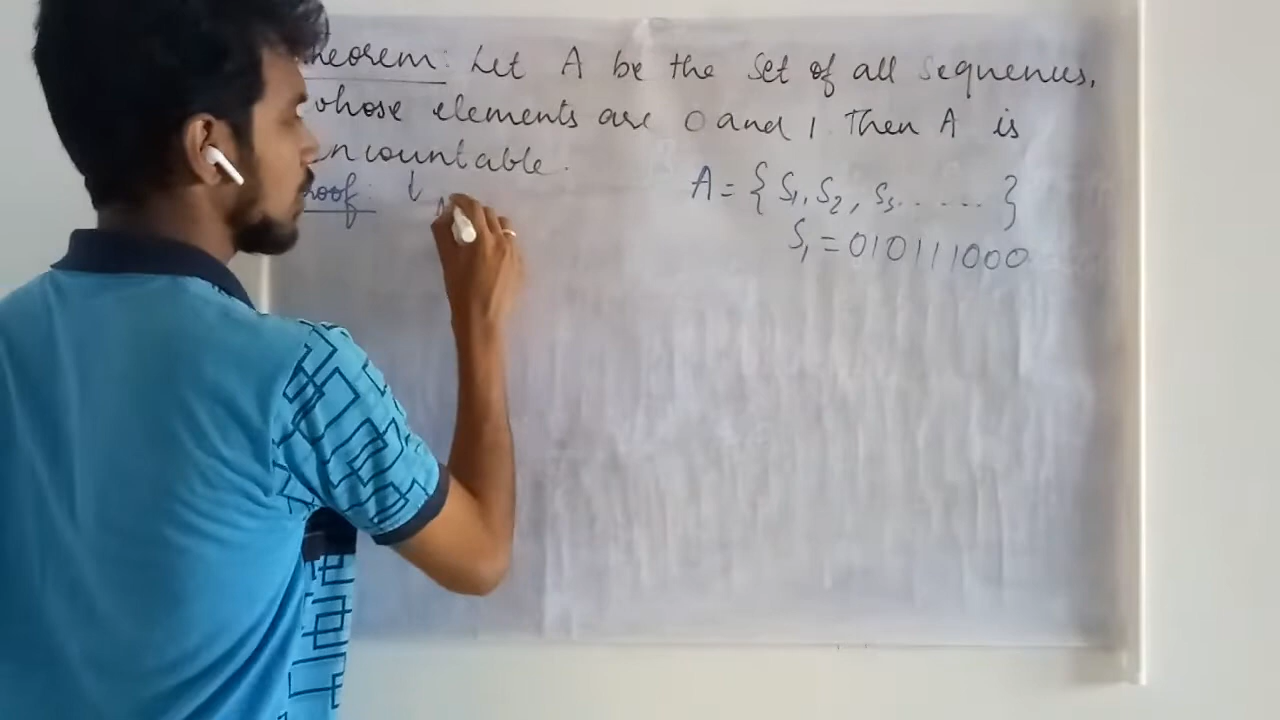 heorem: Let A be the set of all sequences,
whose elements are 0 and 1. Then A is
uncountable.
A = { S1, S2, S3 . . . . . . }
roof:
S1 = 010111000